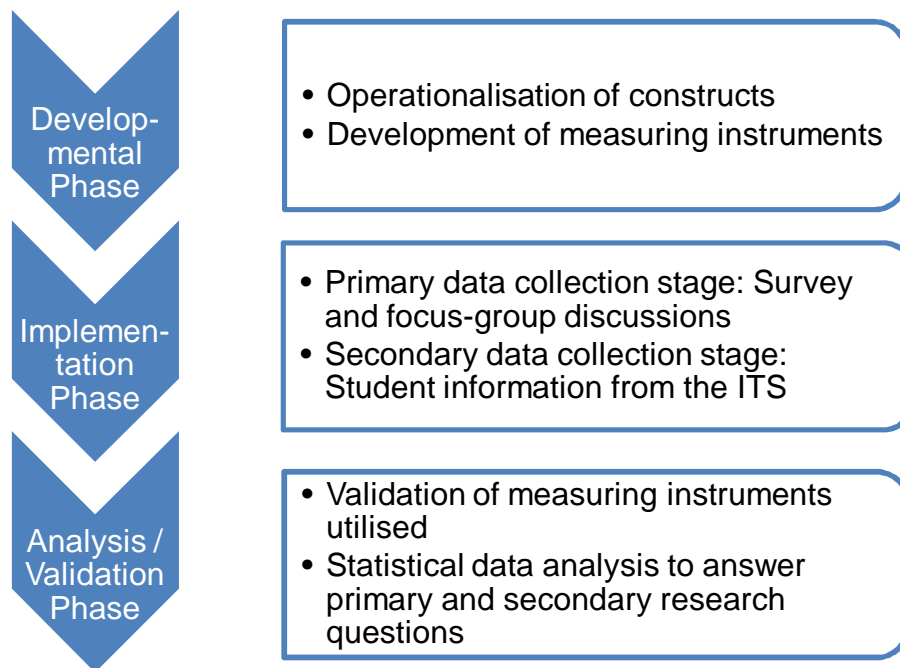 Develop-
mental
Phase
• Operationalisation of constructs
• Development of measuring instruments
Implemen-
tation
Phase
• Primary data collection stage: Survey
and focus-group discussions
• Secondary data collection stage:
Student information from the ITS
Analysis /
Validation
Phase
• Validation of measuring instruments
utilised
• Statistical data analysis to answer
primary and secondary research
questions